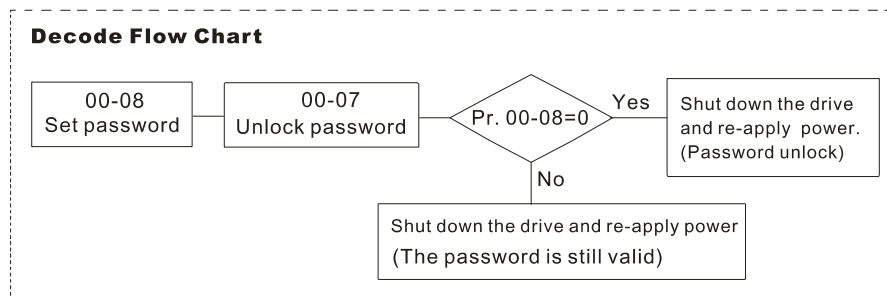 Decode Flow Chart
00-08
Set password
00-07
Unlock password
Pr. 00-08=0
Yes
Shut down the drive
and re-apply power.
(Password unlock)
No
Shut down the drive and re-apply power
(The password is still valid)